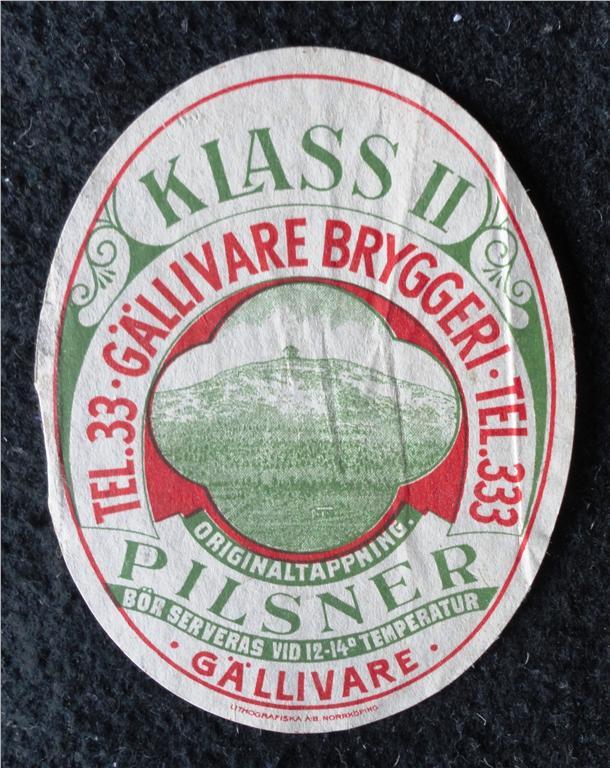 KLASS II
TEL.33 · GÄLLIVARE BRYGGERI · TEL.333
ORIGINALTAPPNING.
PILSNER
BÖR SERVERAS VID 12-14° TEMPERATUR
· GÄLLIVARE ·
LITHOGRAFISKA A.B. NORRKÖPING